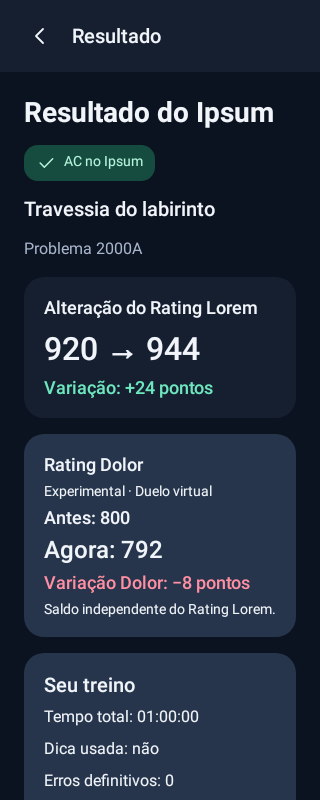 Resultado
Resultado do Ipsum
AC no Ipsum
Travessia do labirinto
Problema 2000A
Alteração do Rating Lorem
920 → 944
Variação: +24 pontos
Rating Dolor
Experimental · Duelo virtual
Antes: 800
Agora: 792
Variação Dolor: −8 pontos
Saldo independente do Rating Lorem.
Seu treino
Tempo total: 01:00:00
Dica usada: não
Erros definitivos: 0